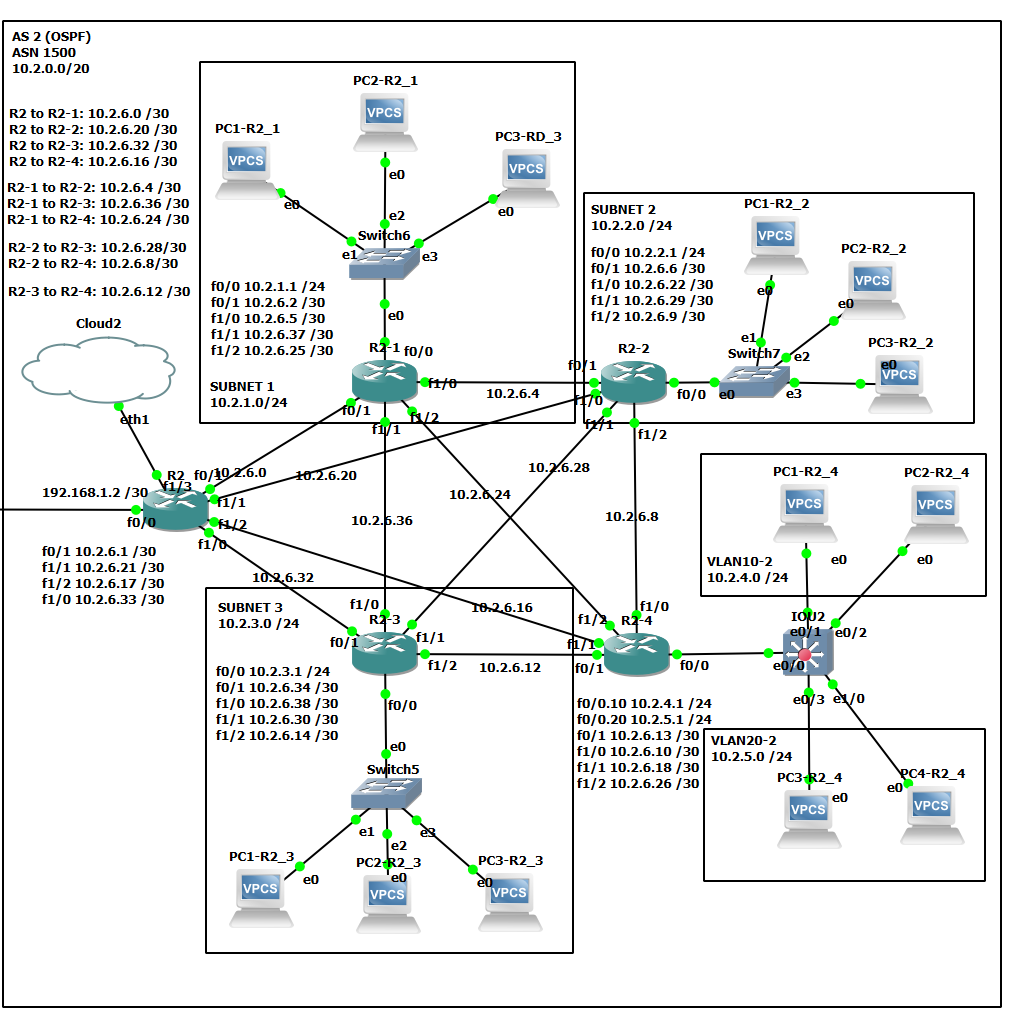 AS 2 (OSPF)
ASN 1500
10.2.0.0/20
R2 to R2-1: 10.2.6.0 /30
R2 to R2-2: 10.2.6.20 /30
R2 to R2-3: 10.2.6.32 /30
R2 to R2-4: 10.2.6.16 /30
R2-1 to R2-2: 10.2.6.4 /30
R2-1 to R2-3: 10.2.6.36 /30
R2-1 to R2-4: 10.2.6.24 /30
R2-2 to R2-3: 10.2.6.28/30
R2-2 to R2-4: 10.2.6.8/30
R2-3 to R2-4: 10.2.6.12 /30
Cloud2
eth1
R2
f1/3
f0/1
192.168.1.2 /30
f0/0
f1/1
f1/2
f1/0
f0/1 10.2.6.1 /30
f1/1 10.2.6.21 /30
f1/2 10.2.6.17 /30
f1/0 10.2.6.33 /30
PC2-R2_1
VPCS
e0
PC1-R2_1
VPCS
e0
PC3-RD_3
VPCS
e0
e2
Switch6
e1
e3
e0
f0/0 10.2.1.1 /24
f0/1 10.2.6.2 /30
f1/0 10.2.6.5 /30
f1/1 10.2.6.37 /30
f1/2 10.2.6.25 /30
R2-1
f0/0
f1/0
SUBNET 1
10.2.1.0/24
f0/1
f1/1
f1/2
10.2.6.4
10.2.6.0
10.2.6.20
10.2.6.28
10.2.6.24
10.2.6.36
10.2.6.8
10.2.6.32
10.2.6.16
10.2.6.12
SUBNET 2
10.2.2.0 /24
f0/0 10.2.2.1 /24
f0/1 10.2.6.6 /30
f1/0 10.2.6.22 /30
f1/1 10.2.6.29 /30
f1/2 10.2.6.9 /30
PC1-R2_2
VPCS
e0
PC2-R2_2
VPCS
e0
PC3-R2_2
e0
VPCS
e1
Switch7
e2
e0
e3
R2-2
f0/1
f0/0
f1/0
f1/1
f1/2
PC1-R2_4
VPCS
e0
PC2-R2_4
VPCS
e0
VLAN10-2
10.2.4.0 /24
IOU2
e0/1
e0/2
e0/0
e0/3
e1/0
VLAN20-2
10.2.5.0 /24
PC3-R2_4
e0
VPCS
PC4-R2_4
e0
VPCS
SUBNET 3
10.2.3.0 /24
f1/0
R2-3
f0/1
f1/1
f1/2
f0/0
f0/0 10.2.3.1 /24
f0/1 10.2.6.34 /30
f1/0 10.2.6.38 /30
f1/1 10.2.6.30 /30
f1/2 10.2.6.14 /30
f1/0
f1/2
R2-4
f1/1
f0/1
f0/0
f0/0.10 10.2.4.1 /24
f0/0.20 10.2.5.1 /24
f0/1 10.2.6.13 /30
f1/0 10.2.6.10 /30
f1/1 10.2.6.18 /30
f1/2 10.2.6.26 /30
e0
Switch5
e1
e2
e3
PC1-R2_3
e0
VPCS
PC2-R2_3
e0
VPCS
PC3-R2_3
e0
VPCS